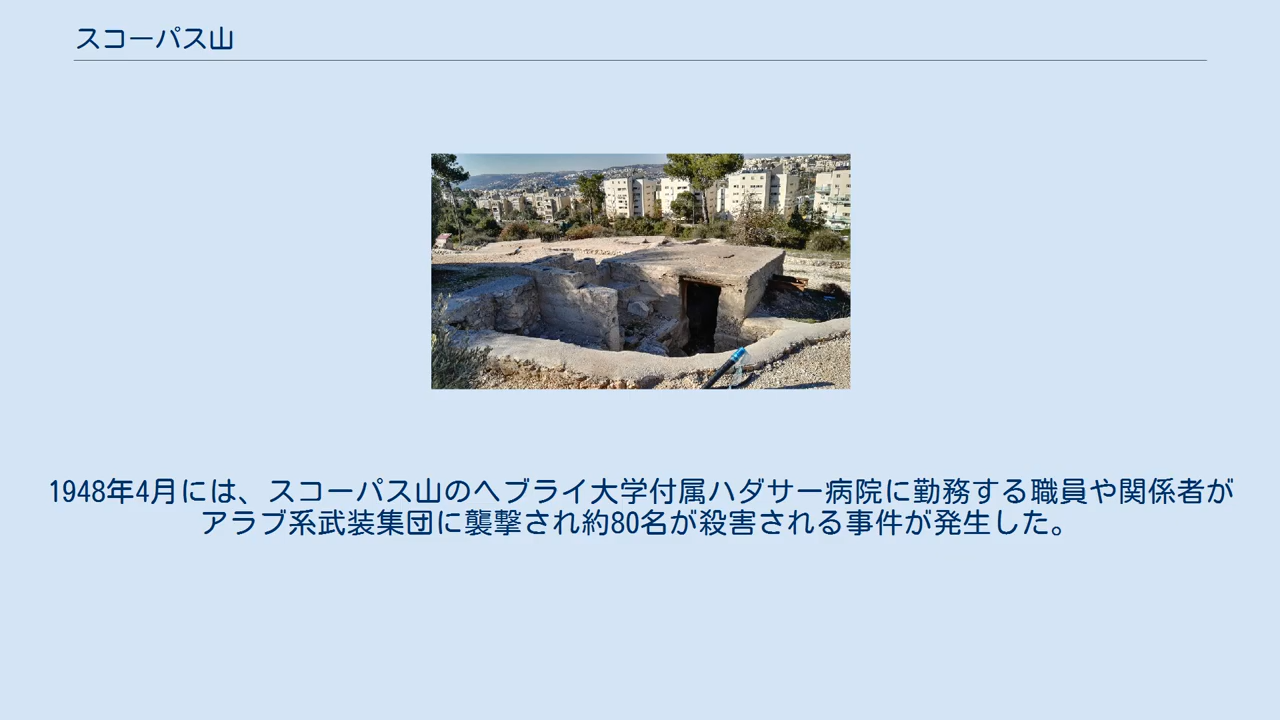 スコーパス山
1948年4月には、スコーパス山のヘブライ大学付属ハダサー病院に勤務する職員や関係者が
アラブ系武装集団に襲撃され約80名が殺害される事件が発生した。